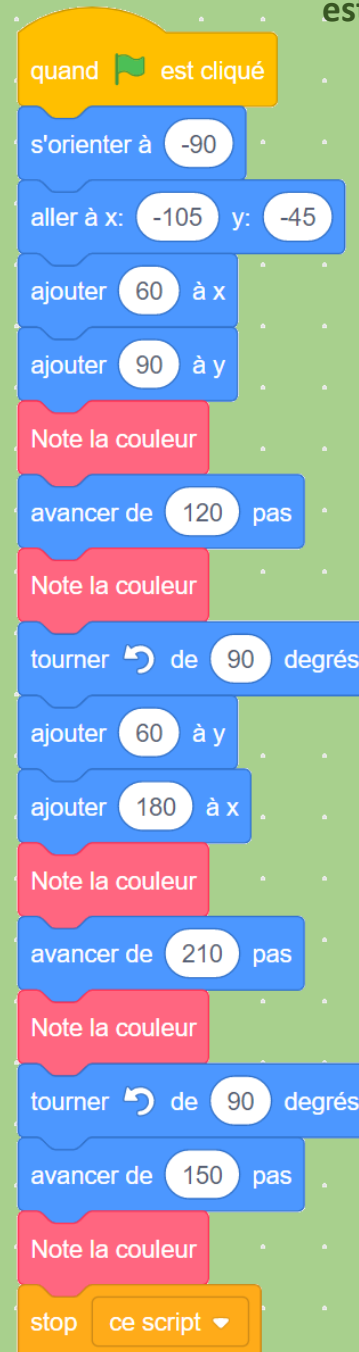 quand est cliqué
s'orienter à -90
aller à x: -105 y: -45
ajouter 60 à x
ajouter 90 à y
Note la couleur
avancer de 120 pas
Note la couleur
tourner de 90 degrés
ajouter 60 à y
ajouter 180 à x
Note la couleur
avancer de 210 pas
Note la couleur
tourner de 90 degrés
avancer de 150 pas
Note la couleur
stop ce script